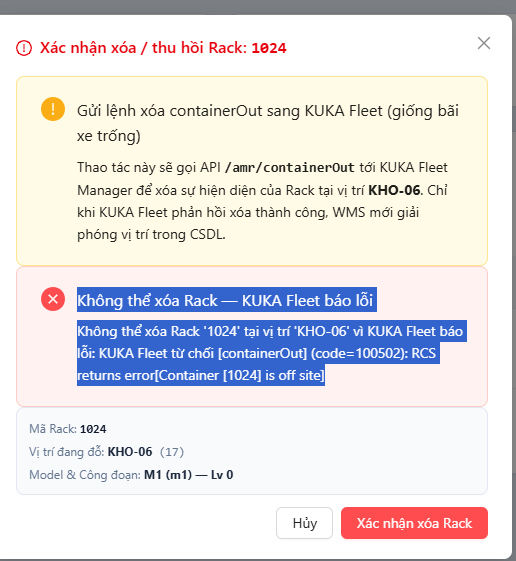 Xác nhận xóa / thu hồi Rack: 1024
Gửi lệnh xóa containerOut sang KUKA Fleet (giống bãi
xe trống)
Thao tác này sẽ gọi API /amr/containerOut tới KUKA Fleet
Manager để xóa sự hiện diện của Rack tại vị trí KHO-06. Chỉ
khi KUKA Fleet phản hồi xóa thành công, WMS mới giải
phóng vị trí trong CSDL.
Không thể xóa Rack — KUKA Fleet báo lỗi
Không thể xóa Rack '1024' tại vị trí 'KHO-06' vì KUKA Fleet báo
lỗi: KUKA Fleet từ chối [containerOut] (code=100502): RCS
returns error[Container [1024] is off site]
Mã Rack: 1024
Vị trí đang đỗ: KHO-06 (17)
Model & Công đoạn: M1 (m1) — Lv 0
Hủy
Xác nhận xóa Rack